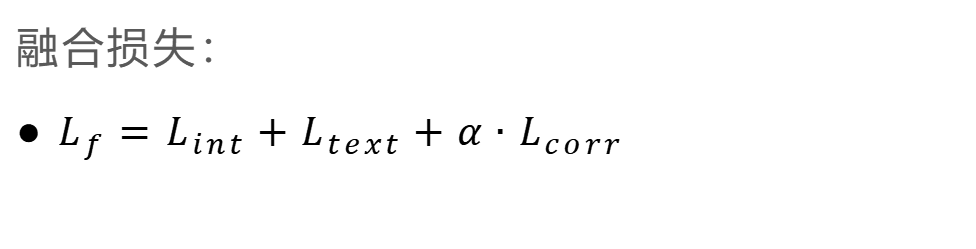 融合损失：
● L_f = L_int + L_text + α · L_corr